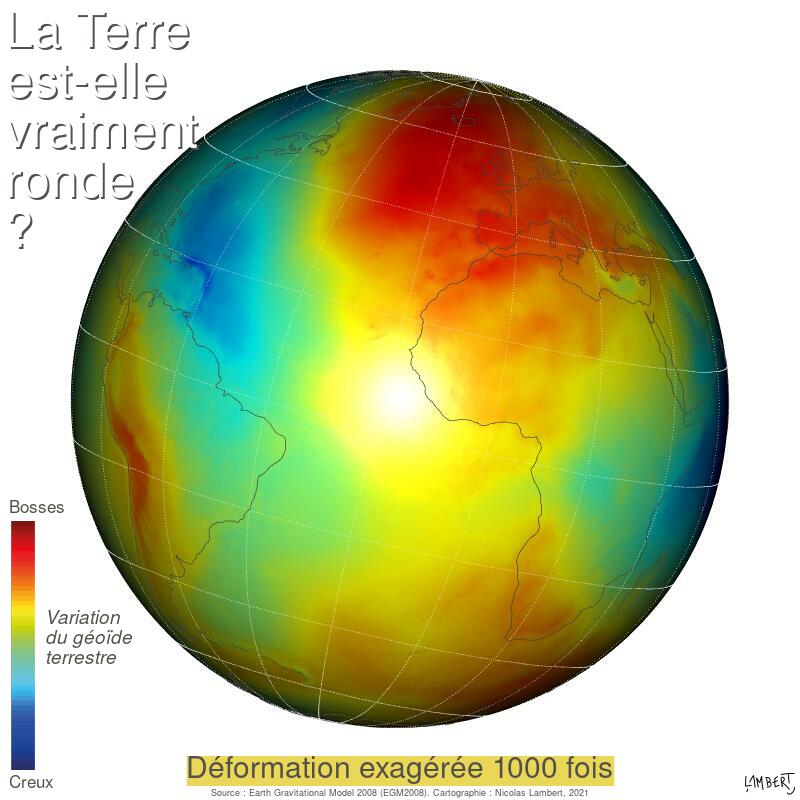 La Terre
est-elle
vraiment
ronde
?
Bosses
Variation
du géoïde
terrestre
Creux
Déformation exagérée 1000 fois
Source : Earth Gravitational Model 2008 (EGM2008). Cartographie : Nicolas Lambert, 2021
LAMBERT